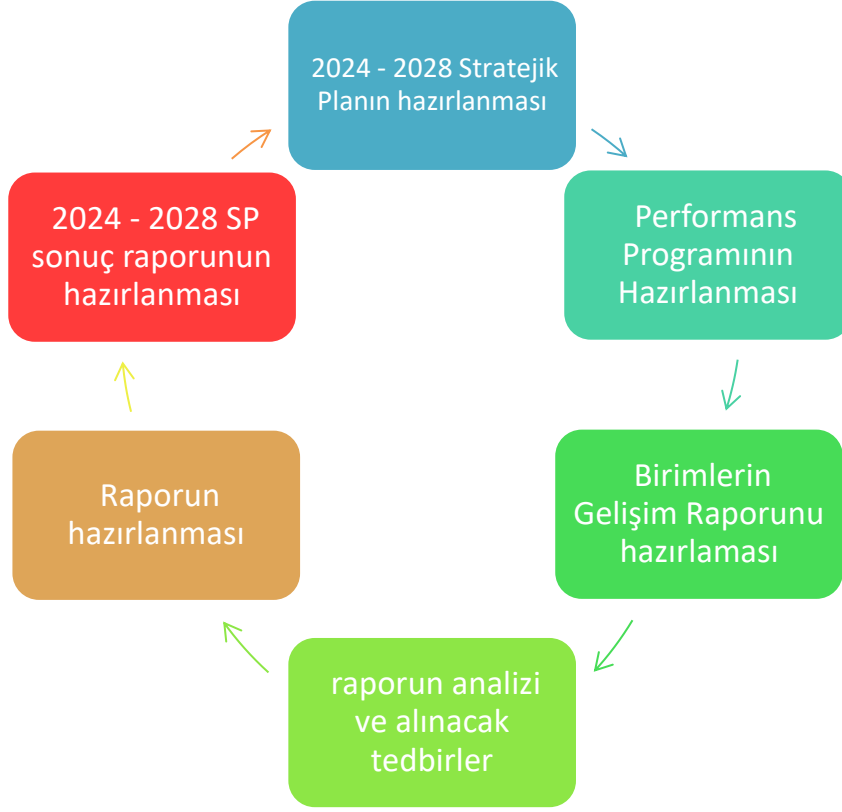 2024 - 2028 Stratejik
Planın hazırlanması
Performans
Programının
Hazırlanması
Birimlerin
Gelişim Raporunu
hazırlaması
raporun analizi
ve alınacak
tedbirler
Raporun
hazırlanması
2024 - 2028 SP
sonuç raporunun
hazırlanması